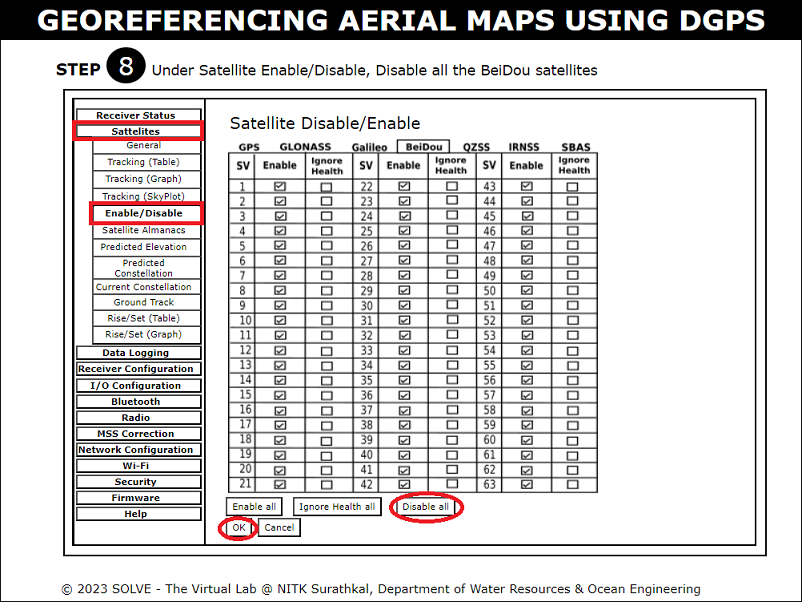 GEOREFERENCING AERIAL MAPS USING DGPS
STEP 8 Under Satellite Enable/Disable, Disable all the BeiDou satellites
Receiver Status
Sattelites
General
Tracking (Table)
Tracking (Graph)
Tracking (SkyPlot)
Enable/Disable
Satellite Almanacs
Predicted Elevation
Predicted
Constellation
Current Constellation
Ground Track
Rise/Set (Table)
Rise/Set (Graph)
Data Logging
Receiver Configuration
I/O Configuration
Bluetooth
Radio
MSS Correction
Network Configuration
Wi-Fi
Security
Firmware
Help
Satellite Disable/Enable
GPS GLONASS Galileo BeiDou QZSS IRNSS SBAS
SV Enable Ignore Health SV Enable Ignore Health SV Enable Ignore Health
1 22 43
2 23 44
3 24 45
4 25 46
5 26 47
6 27 48
7 28 49
8 29 50
9 30 51
10 31 52
11 32 53
12 33 54
13 34 55
14 35 56
15 36 57
16 37 58
17 38 59
18 39 60
19 40 61
20 41 62
21 42 63
Enable all Ignore Health all Disable all
OK Cancel
© 2023 SOLVE - The Virtual Lab @ NITK Surathkal, Department of Water Resources & Ocean Engineering